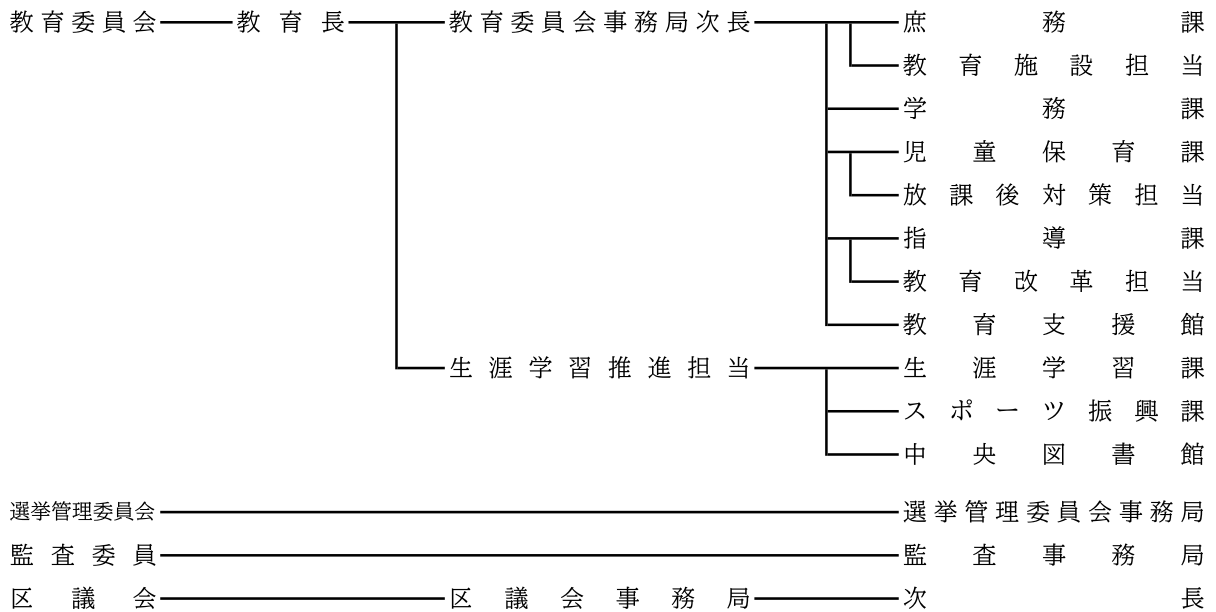 教育委員会 教育長 教育委員会事務局次長 庶務課
教育施設担当
学務課
児童保育課
放課後対策担当
指導課
教育改革担当
教育支援館
生涯学習推進担当 生涯学習課
スポーツ振興課
中央図書館
選挙管理委員会 選挙管理委員会事務局
監査委員 監査事務局
区議会 区議会事務局 次長